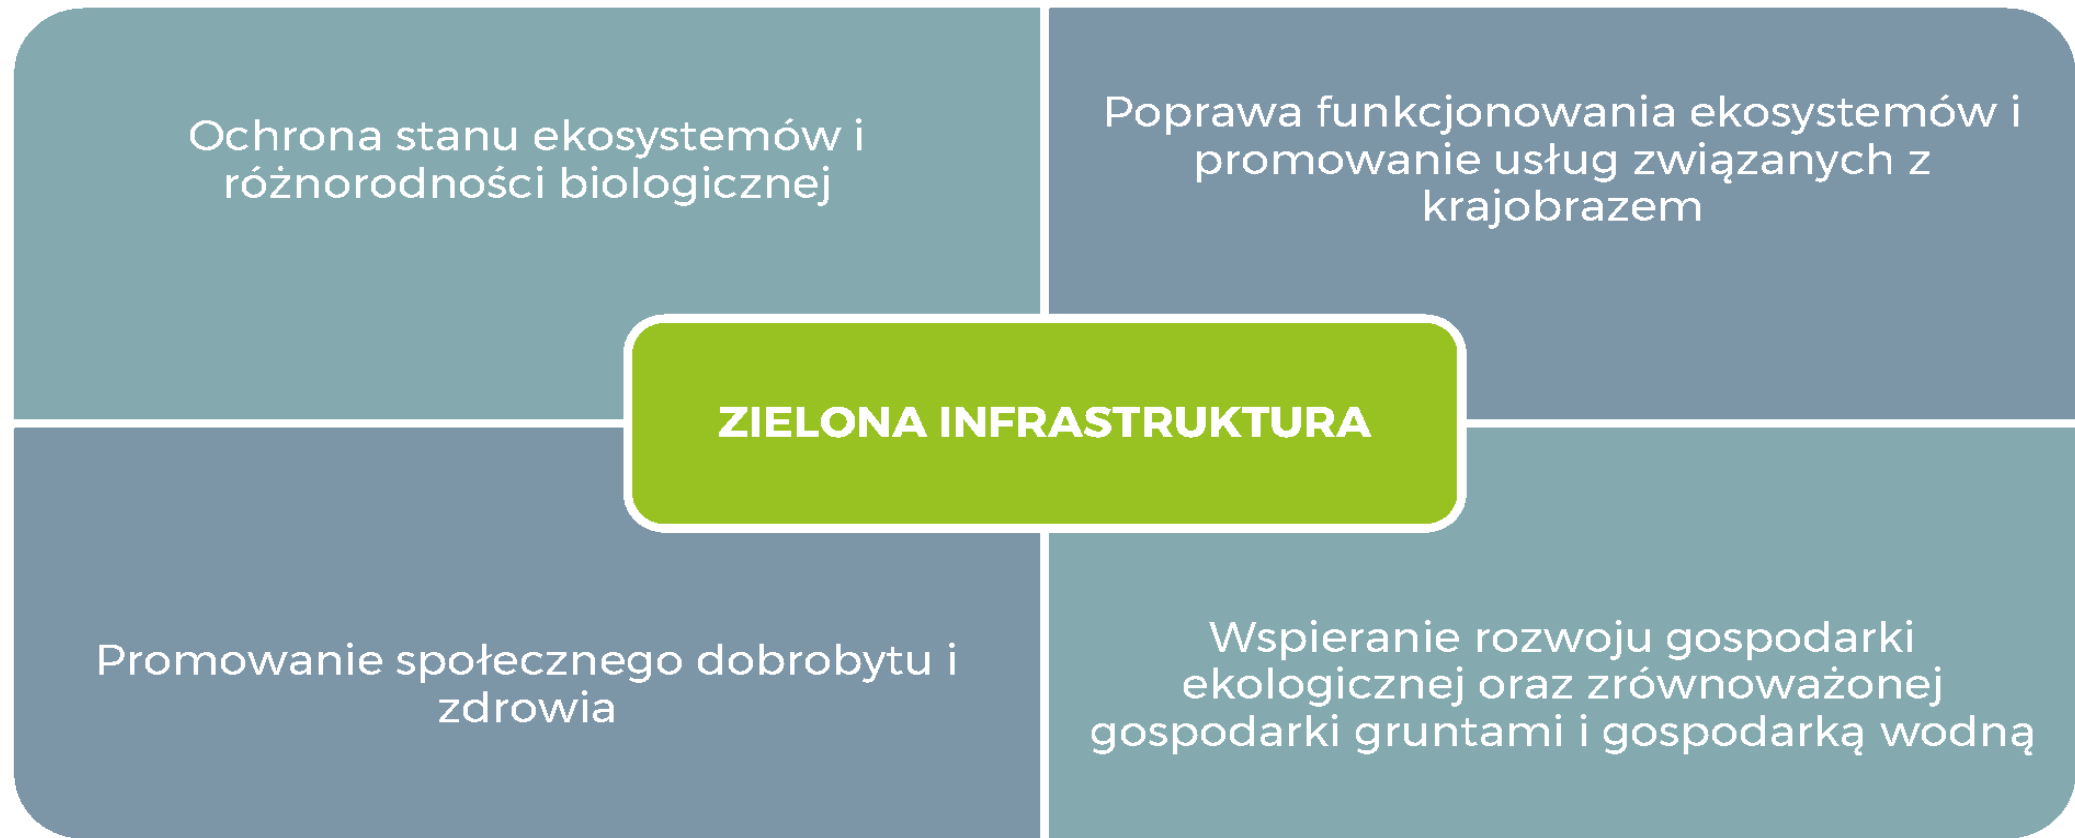 Ochrona stanu ekosystemów i
różnorodności biologicznej
Poprawa funkcjonowania ekosystemów i
promowanie usług związanych z
krajobrazem
ZIELONA INFRASTRUKTURA
Promowanie społecznego dobrobytu i
zdrowia
Wspieranie rozwoju gospodarki
ekologicznej oraz zrównoważonej
gospodarki gruntami i gospodarką wodną